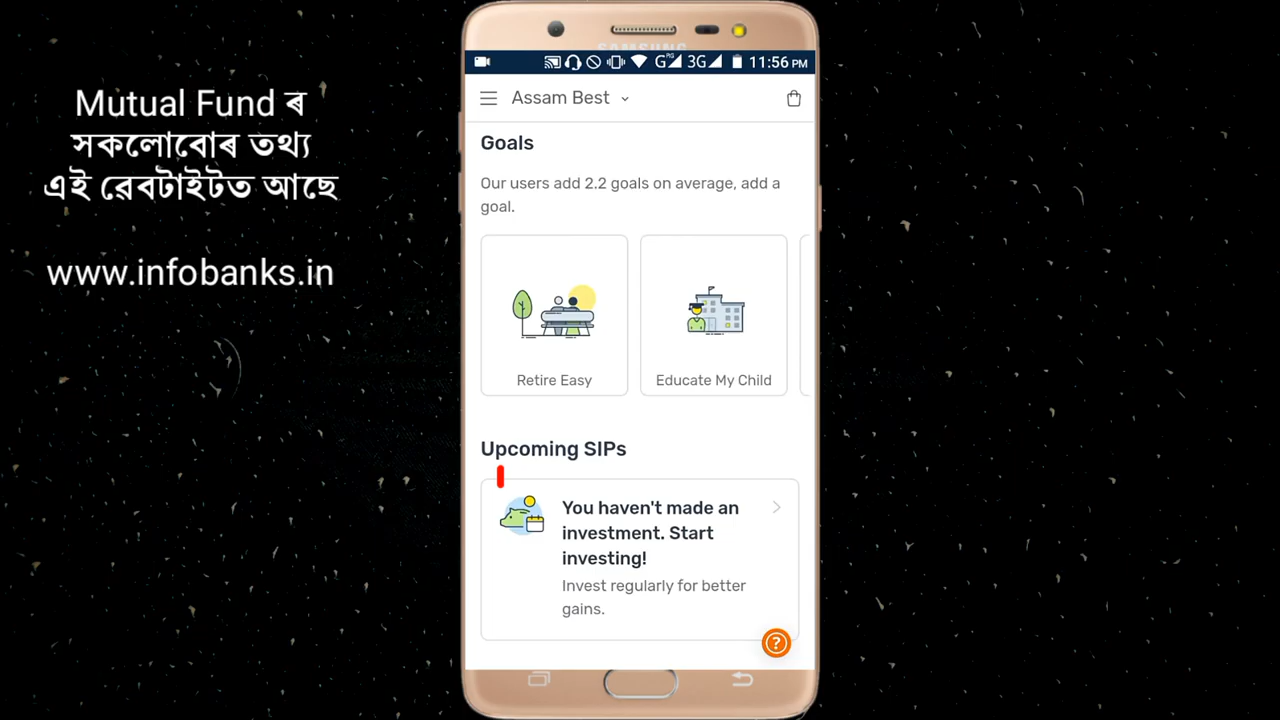 Mutual Fund ৰ
সকলোবোৰ তথ্য
এই ৱেবটাইটত আছে
www.infobanks.in
SAMSUNG
G 3G 11:56 PM
Assam Best
Goals
Our users add 2.2 goals on average, add a
goal.
Retire Easy
Educate My Child
Upcoming SIPs
You haven't made an
investment. Start
investing!
Invest regularly for better
gains.
?